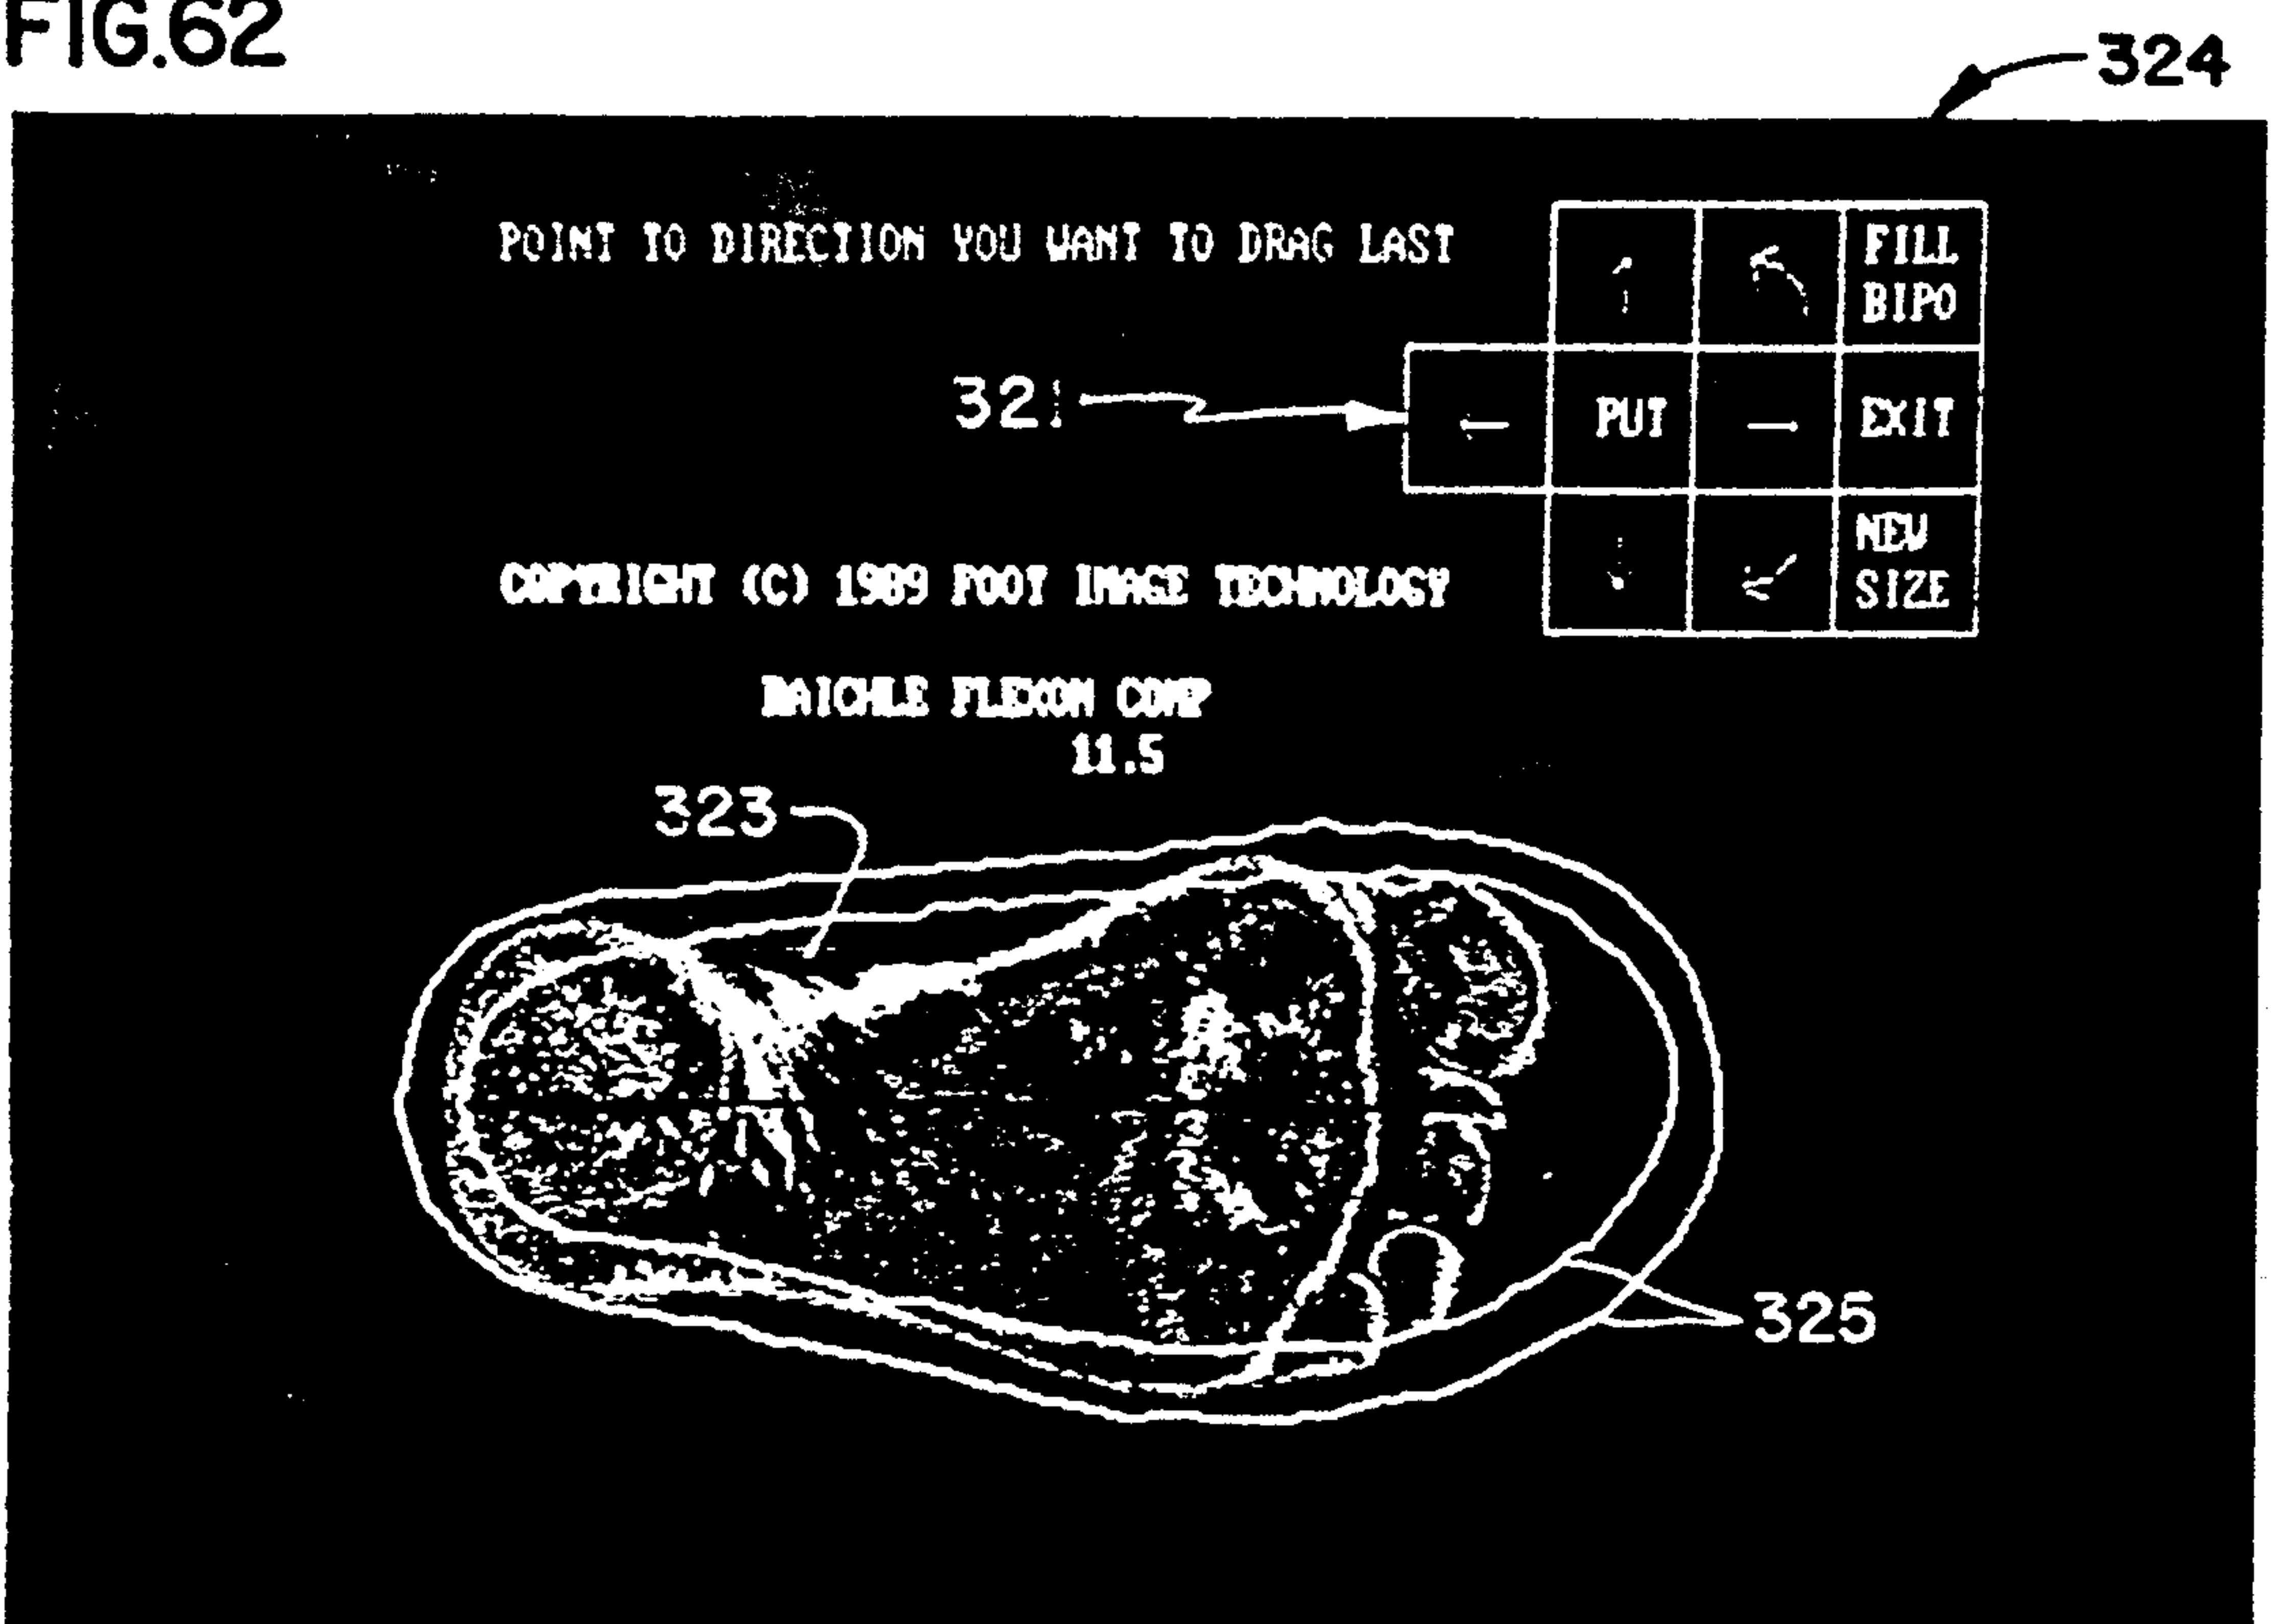 FIG.62
324
POINT TO DIRECTION YOU WANT TO DRAG LAST
FILL
BIPO
321
PUT
EXIT
NEW
SIZE
COPYRIGHT (C) 1989 FOOT IMAGE TECHNOLOGY
RAICHLE FLEXON COMP
11.5
323
325